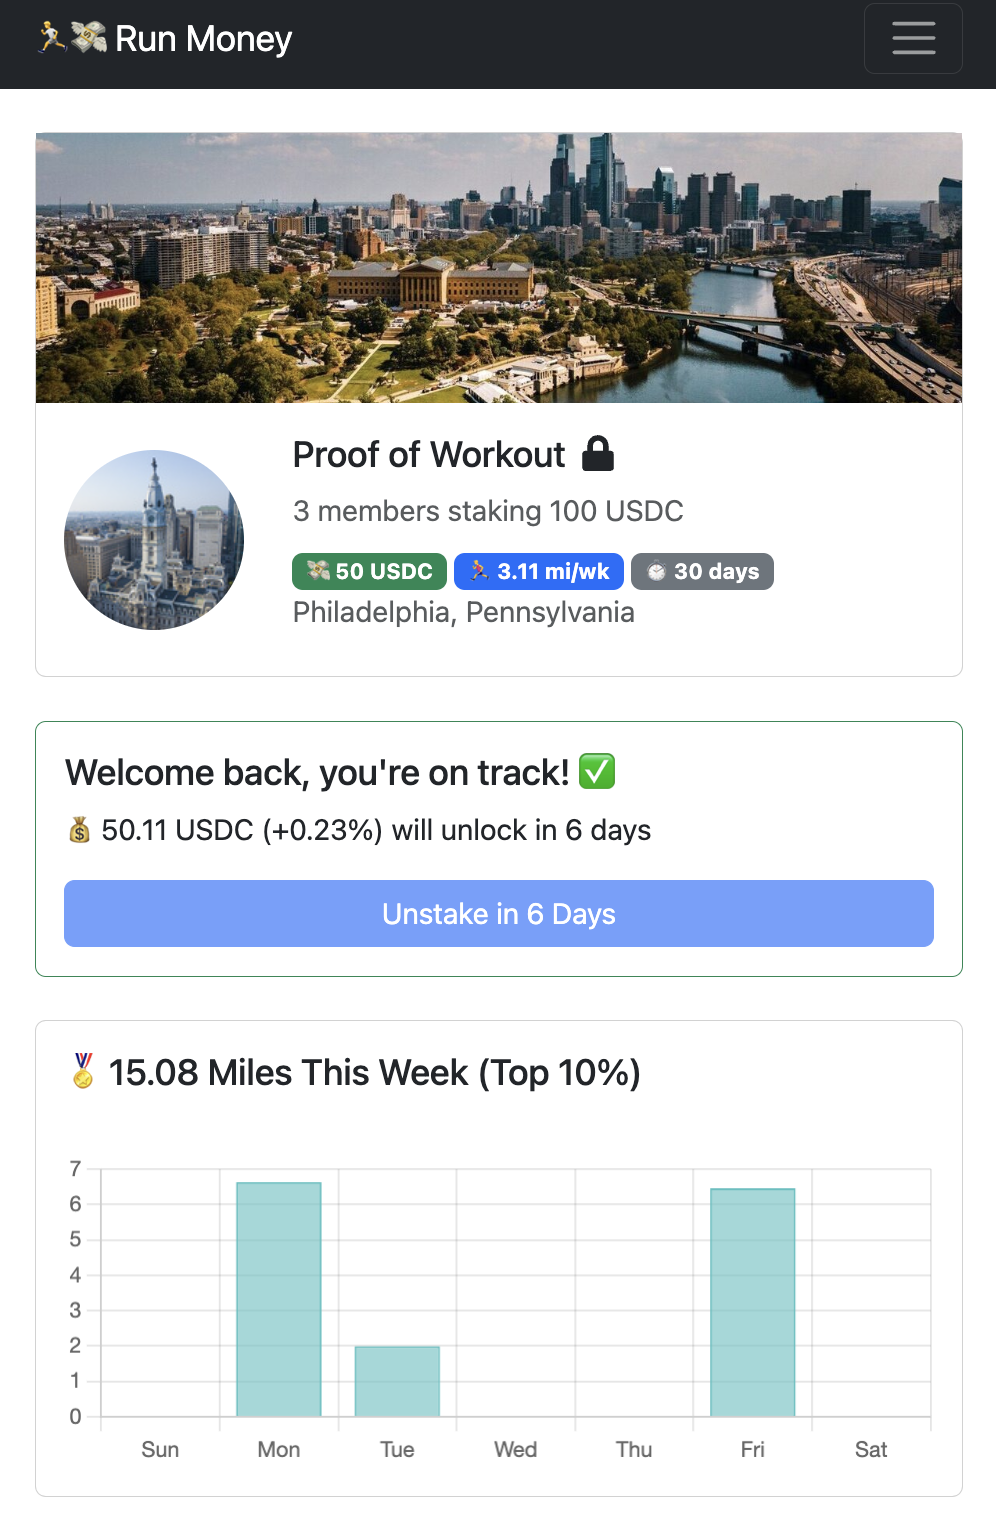 🏃💸 Run Money
Proof of Workout 🔒
3 members staking 100 USDC
💸 50 USDC 🏃 3.11 mi/wk ⏱ 30 days
Philadelphia, Pennsylvania
Welcome back, you're on track! ✅
💰 50.11 USDC (+0.23%) will unlock in 6 days
Unstake in 6 Days
🏅 15.08 Miles This Week (Top 10%)
7
6
5
4
3
2
1
0
Sun Mon Tue Wed Thu Fri Sat